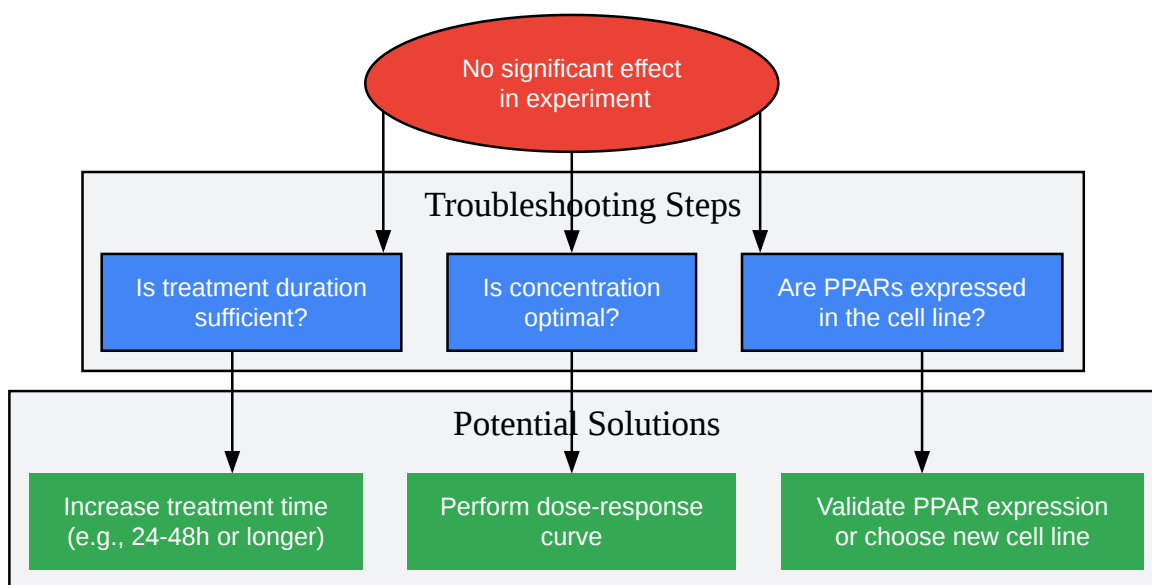 No significant effect
in experiment
Troubleshooting Steps
Is treatment duration
sufficient?
Is concentration
optimal?
Are PPARs expressed
in the cell line?
Potential Solutions
Increase treatment time
(e.g., 24-48h or longer)
Perform dose-response
curve
Validate PPAR expression
or choose new cell line